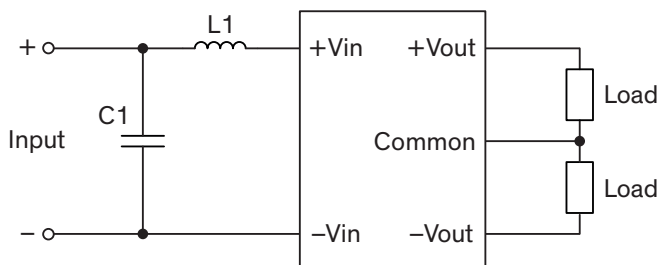 L1
+ +Vin +Vout
Load
C1
Input Common
Load
– –Vin –Vout